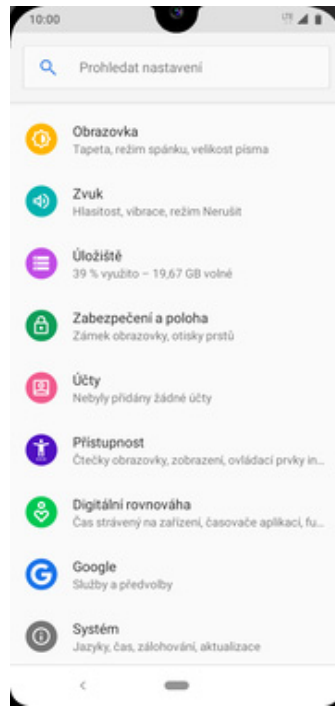 10:00
LTE
Prohledat nastavení
Obrazovka
Tapeta, režim spánku, velikost písma
Zvuk
Hlasitost, vibrace, režim Nerušit
Úložiště
39 % využito – 19,67 GB volné
Zabezpečení a poloha
Zámek obrazovky, otisky prstů
Účty
Nebyly přidány žádné účty
Přístupnost
Čtečky obrazovky, zobrazení, ovládací prvky in…
Digitální rovnováha
Čas strávený na zařízení, časovače aplikací, fu…
Google
Služby a předvolby
Systém
Jazyky, čas, zálohování, aktualizace